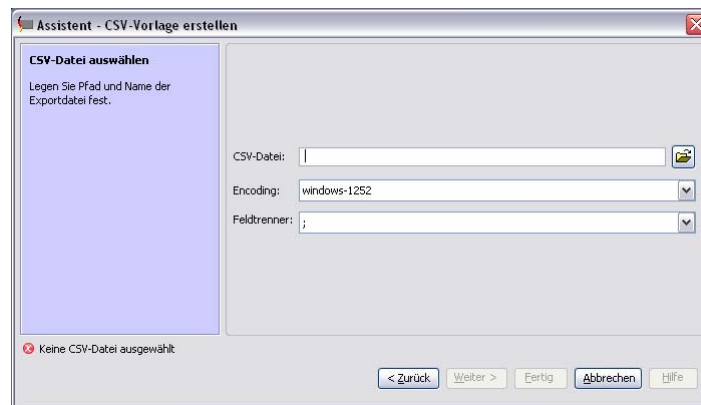 Assistent - CSV-Vorlage erstellen
CSV-Datei auswählen
Legen Sie Pfad und Name der
Exportdatei fest.
CSV-Datei:
Encoding: windows-1252
Feldtrenner: ;
Keine CSV-Datei ausgewählt
< Zurück Weiter > Fertig Abbrechen Hilfe